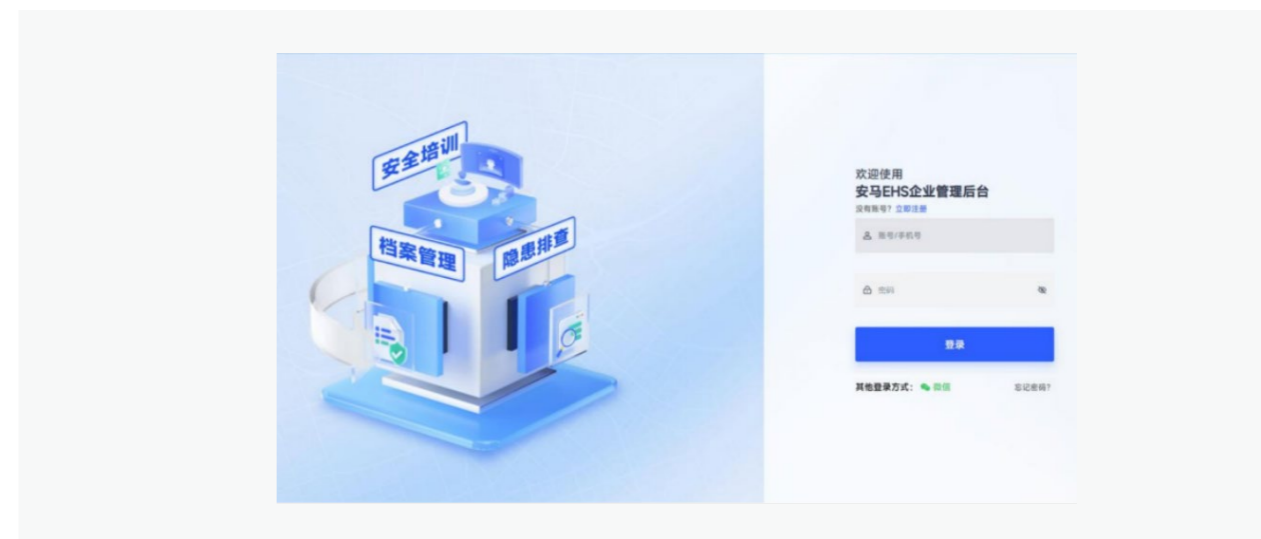 安全培训
档案管理
隐患排查
欢迎使用
安马EHS企业管理后台
没有账号？立即注册
账号/手机号
密码
登录
其他登录方式：微信
忘记密码?